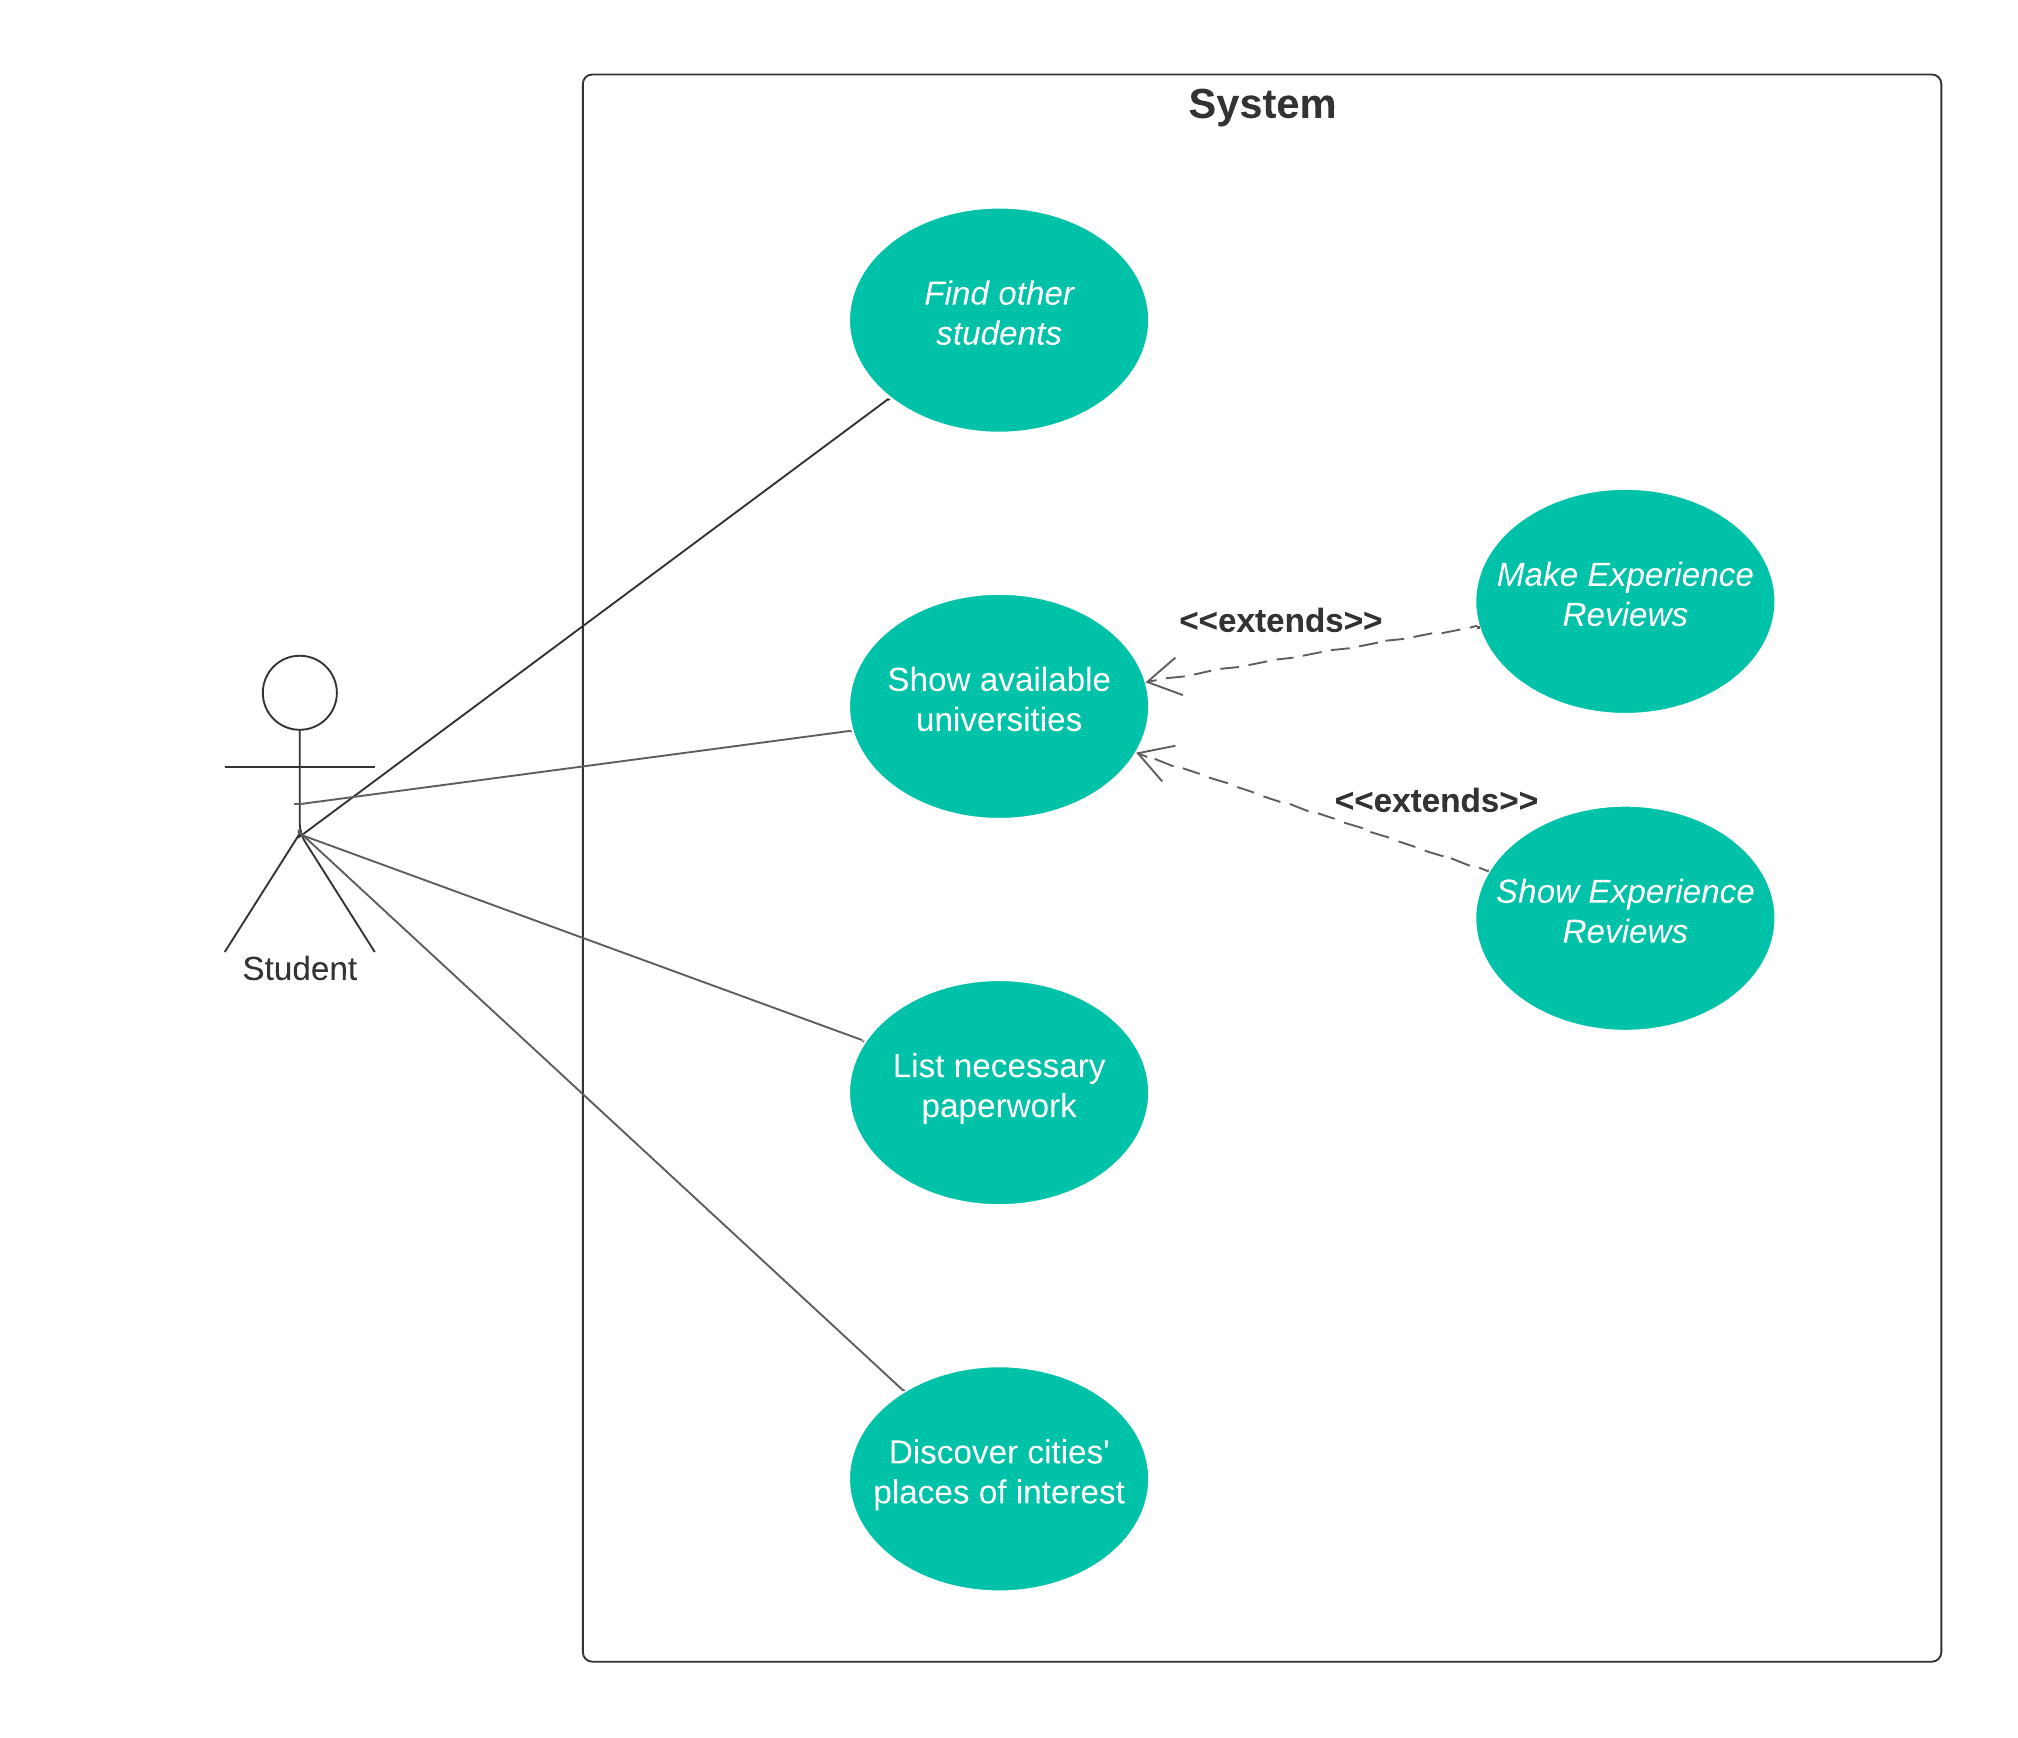 System
Find other
students
Make Experience
Reviews
<<extends>>
Show available
universities
<<extends>>
Show Experience
Reviews
Student
List necessary
paperwork
Discover cities'
places of interest